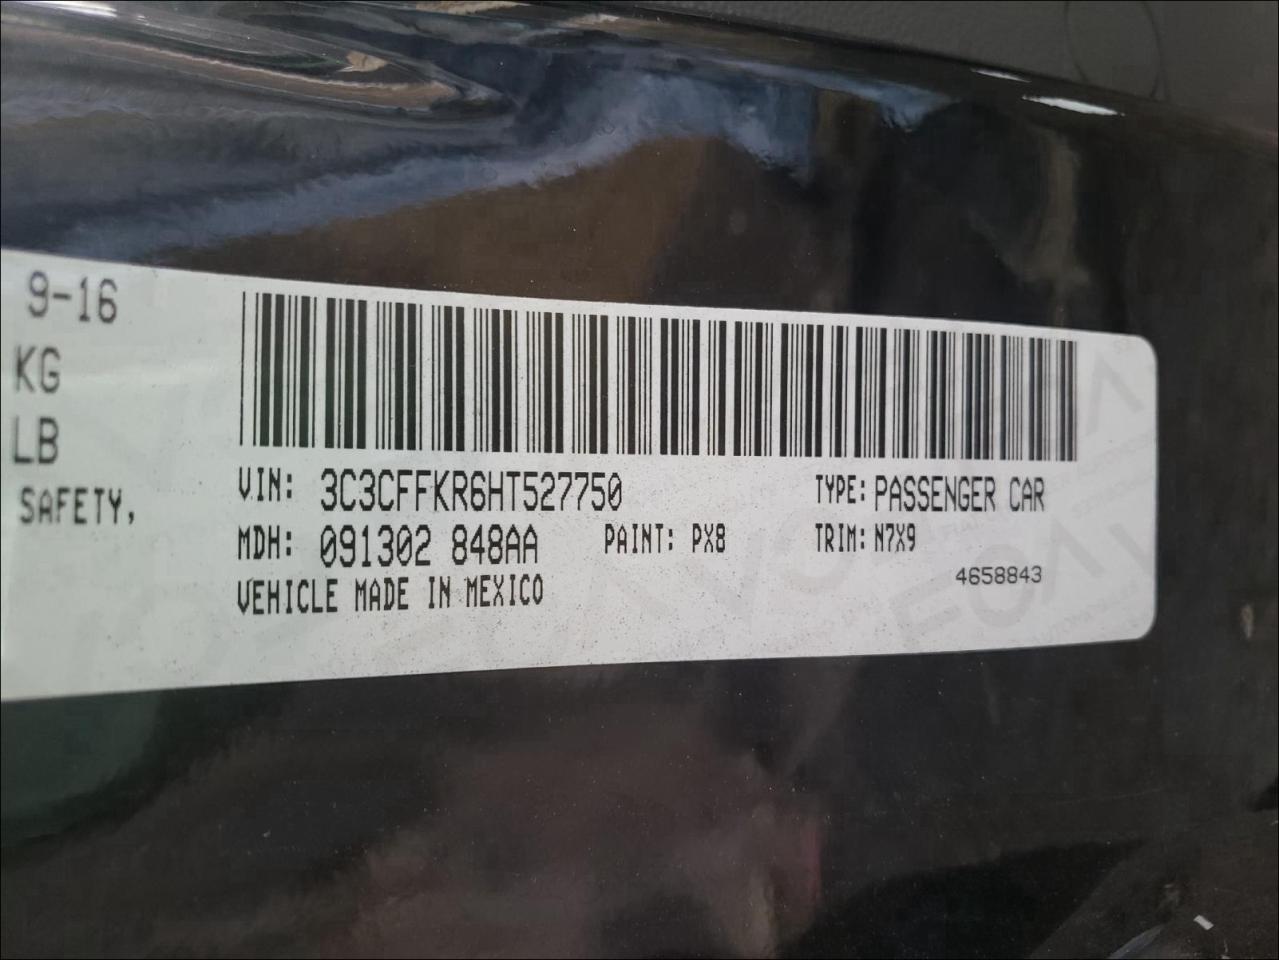 9-16
KG
LB
SAFETY,
VIN: 3C3CFFKR6HT527750 TYPE: PASSENGER CAR
MDH: 091302 848AA PAINT: PX8 TRIM: N7X9
VEHICLE MADE IN MEXICO 4658843